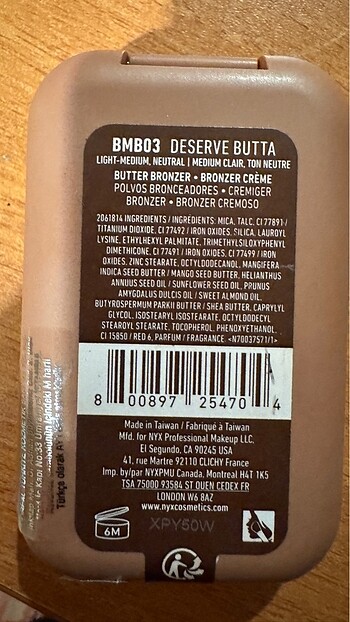 BMB03 DESERVE BUTTA
LIGHT-MEDIUM, NEUTRAL | MEDIUM CLAIR, TON NEUTRE
BUTTER BRONZER • BRONZER CRÈME
POLVOS BRONCEADORES • CREMIGER
BRONZER • BRONZER CREMOSO
2061814 INGREDIENTS / INGRÉDIENTS: MICA, TALC, CI 77891 /
TITANIUM DIOXIDE, CI 77492 / IRON OXIDES, SILICA, LAUROYL
LYSINE, ETHYLHEXYL PALMITATE, TRIMETHYLSILOXYPHENYL
DIMETHICONE, CI 77491 / IRON OXIDES, CI 77499 / IRON
OXIDES, ZINC STEARATE, OCTYLDODECANOL, MANGIFERA
INDICA SEED BUTTER / MANGO SEED BUTTER, HELIANTHUS
ANNUUS SEED OIL / SUNFLOWER SEED OIL, PRUNUS
AMYGDALUS DULCIS OIL / SWEET ALMOND OIL,
BUTYROSPERMUM PARKII BUTTER / SHEA BUTTER, CAPRYLYL
GLYCOL, ISOSTEARYL ISOSTEARATE, OCTYLDODECYL
STEAROYL STEARATE, TOCOPHEROL, PHENOXYETHANOL,
CI 15850 / RED 6, PARFUM / FRAGRANCE. <N70037571/1>
8 00897 25470 4
Made in Taiwan / Fabriqué à Taiwan
Mfd. for NYX Professional Makeup LLC,
El Segundo, CA 90245 USA
41, rue Martre 92110 CLICHY France
Imp. by/par NYXPMU Canada, Montreal H4T 1K5
TSA 75000 93584 ST OUEN CEDEX FR
LONDON W6 8AZ
www.nyxcosmetics.com
XPY50W
6M
Türkçe olarak